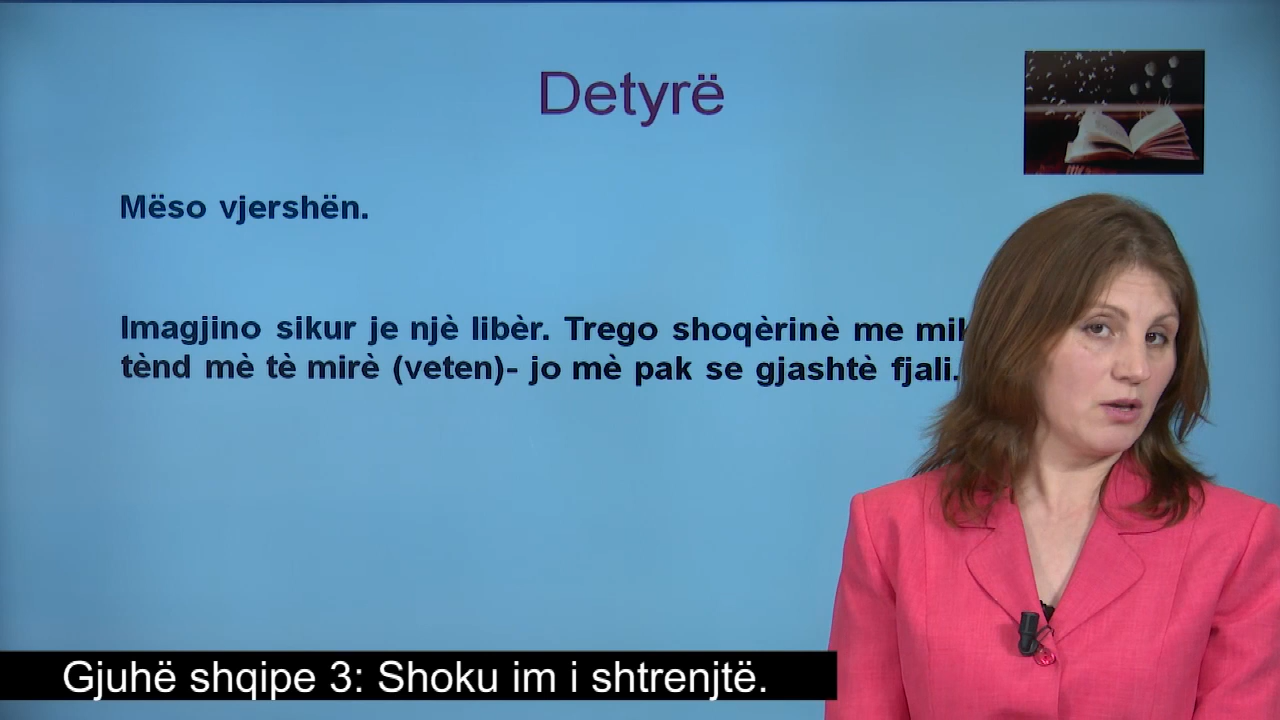 Detyrë
Mëso vjershën.
Imagjino sikur je njè libèr. Trego shoqèrinè me
tènd mè tè mirè (veten)- jo mè pak se gjashtè fjali.
Gjuhë shqipe 3: Shoku im i shtrenjtë.